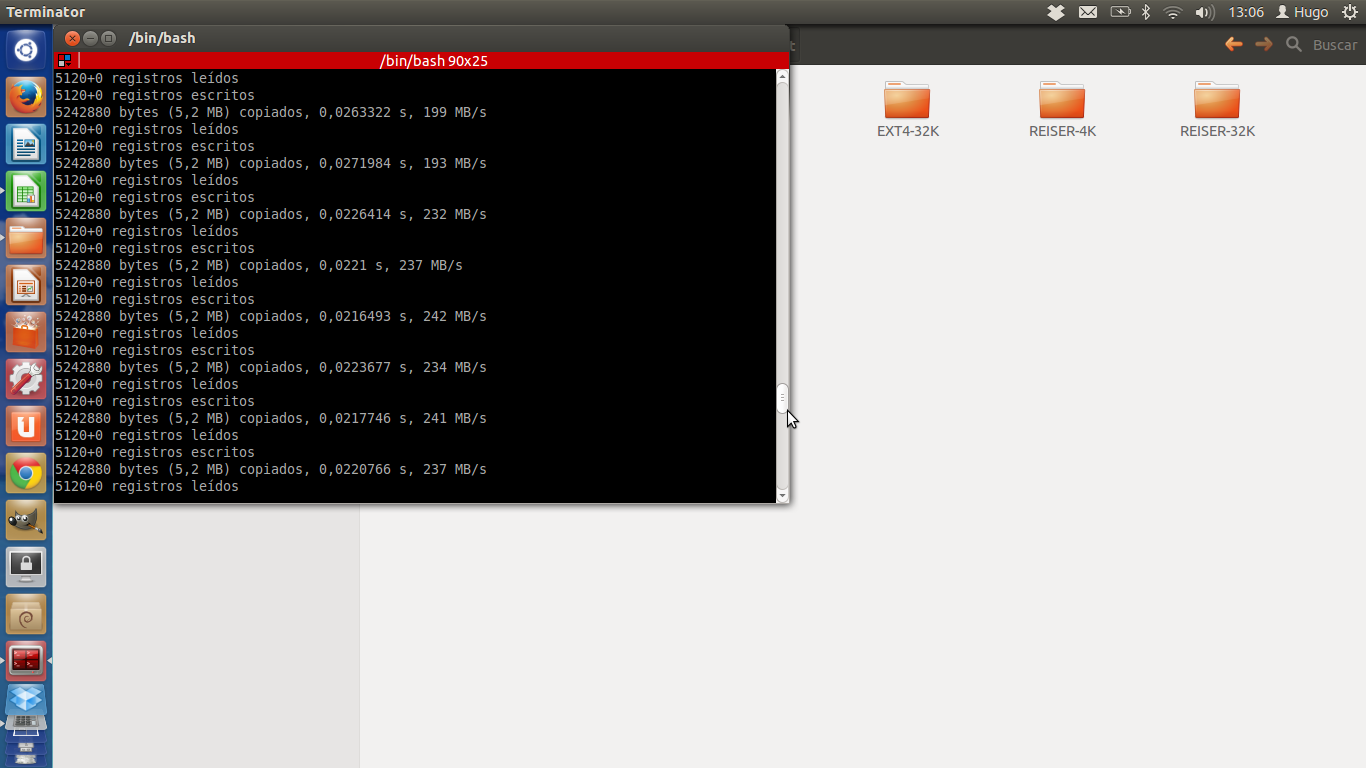 Terminator
13:06 Hugo
/bin/bash
Buscar
/bin/bash 90x25
5120+0 registros leídos
5120+0 registros escritos
5242880 bytes (5,2 MB) copiados, 0,0263322 s, 199 MB/s
5120+0 registros leídos
5120+0 registros escritos
5242880 bytes (5,2 MB) copiados, 0,0271984 s, 193 MB/s
5120+0 registros leídos
5120+0 registros escritos
5242880 bytes (5,2 MB) copiados, 0,0226414 s, 232 MB/s
5120+0 registros leídos
5120+0 registros escritos
5242880 bytes (5,2 MB) copiados, 0,0221 s, 237 MB/s
5120+0 registros leídos
5120+0 registros escritos
5242880 bytes (5,2 MB) copiados, 0,0216493 s, 242 MB/s
5120+0 registros leídos
5120+0 registros escritos
5242880 bytes (5,2 MB) copiados, 0,0223677 s, 234 MB/s
5120+0 registros leídos
5120+0 registros escritos
5242880 bytes (5,2 MB) copiados, 0,0217746 s, 241 MB/s
5120+0 registros leídos
5120+0 registros escritos
5242880 bytes (5,2 MB) copiados, 0,0220766 s, 237 MB/s
5120+0 registros leídos
EXT4-32K
REISER-4K
REISER-32K